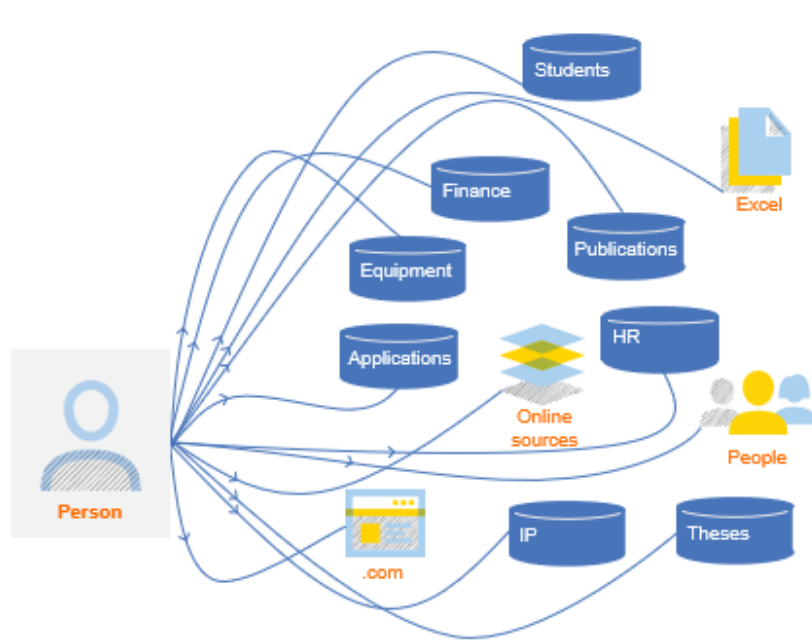 Students
Excel
Finance
Publications
Equipment
HR
Applications
Online
sources
People
Person
IP
Theses
.com